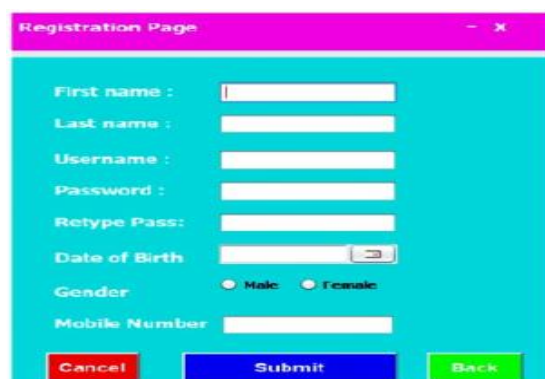 Registration Page - x
First name :
Last name :
Username :
Password :
Retype Pass:
Date of Birth
Gender Male Female
Mobile Number
Cancel Submit Back